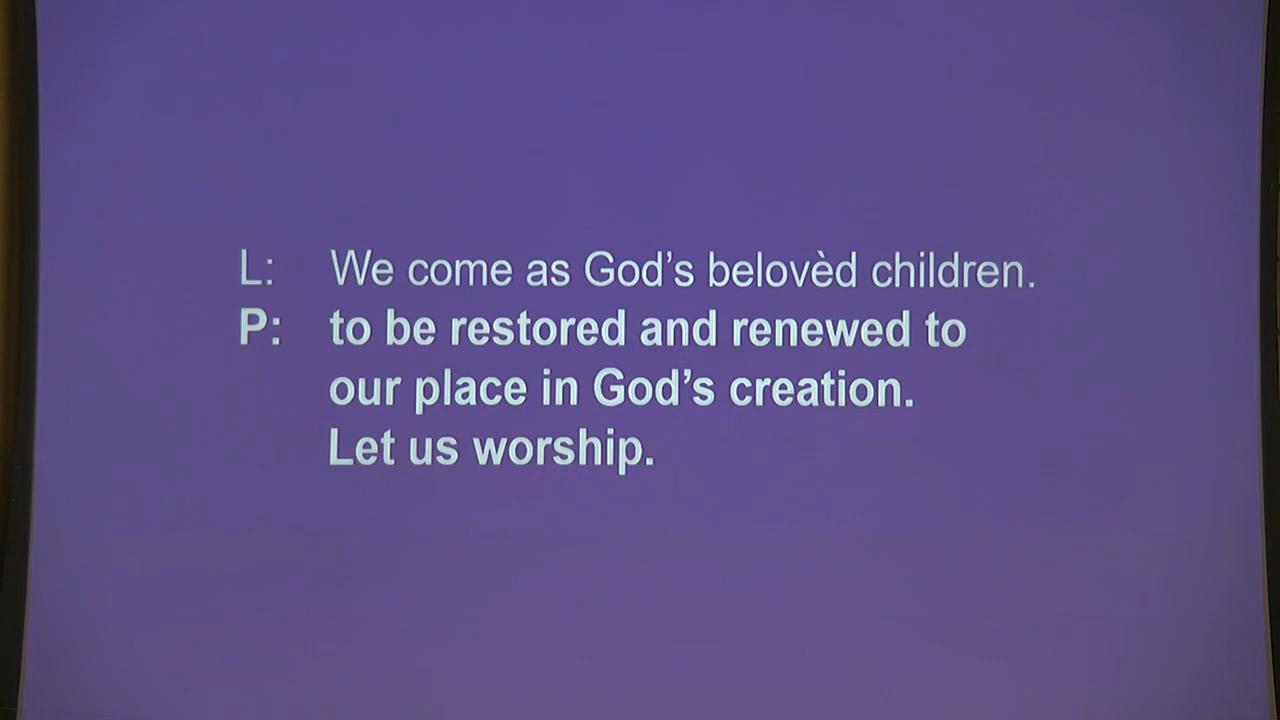 L: We come as God’s belovèd children.
P: to be restored and renewed to
our place in God’s creation.
Let us worship.